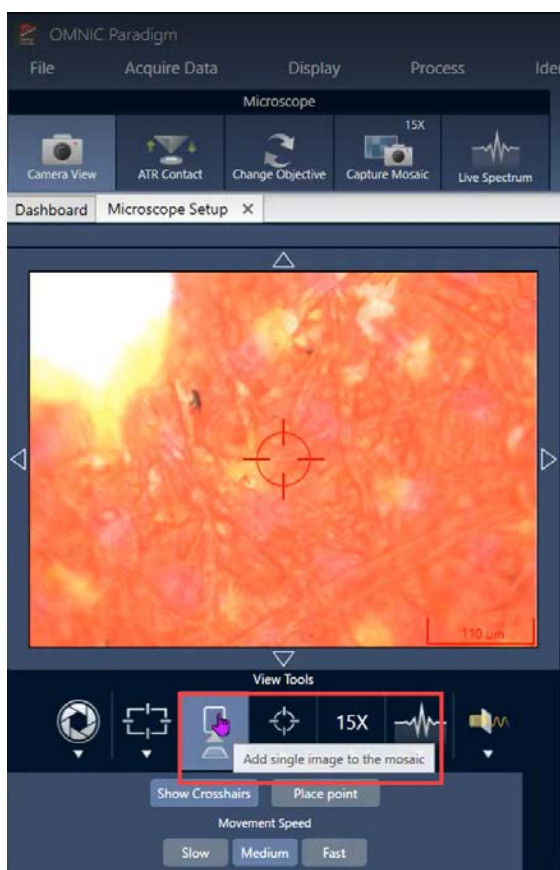 OMNIC Paradigm
File Acquire Data Display Process
Microscope
15X
Camera View ATR Contact Change Objective Capture Mosaic Live Spectrum
Dashboard Microscope Setup X
110 um
View Tools
15X
Add single image to the mosaic
Show Crosshairs Place point
Movement Speed
Slow Medium Fast